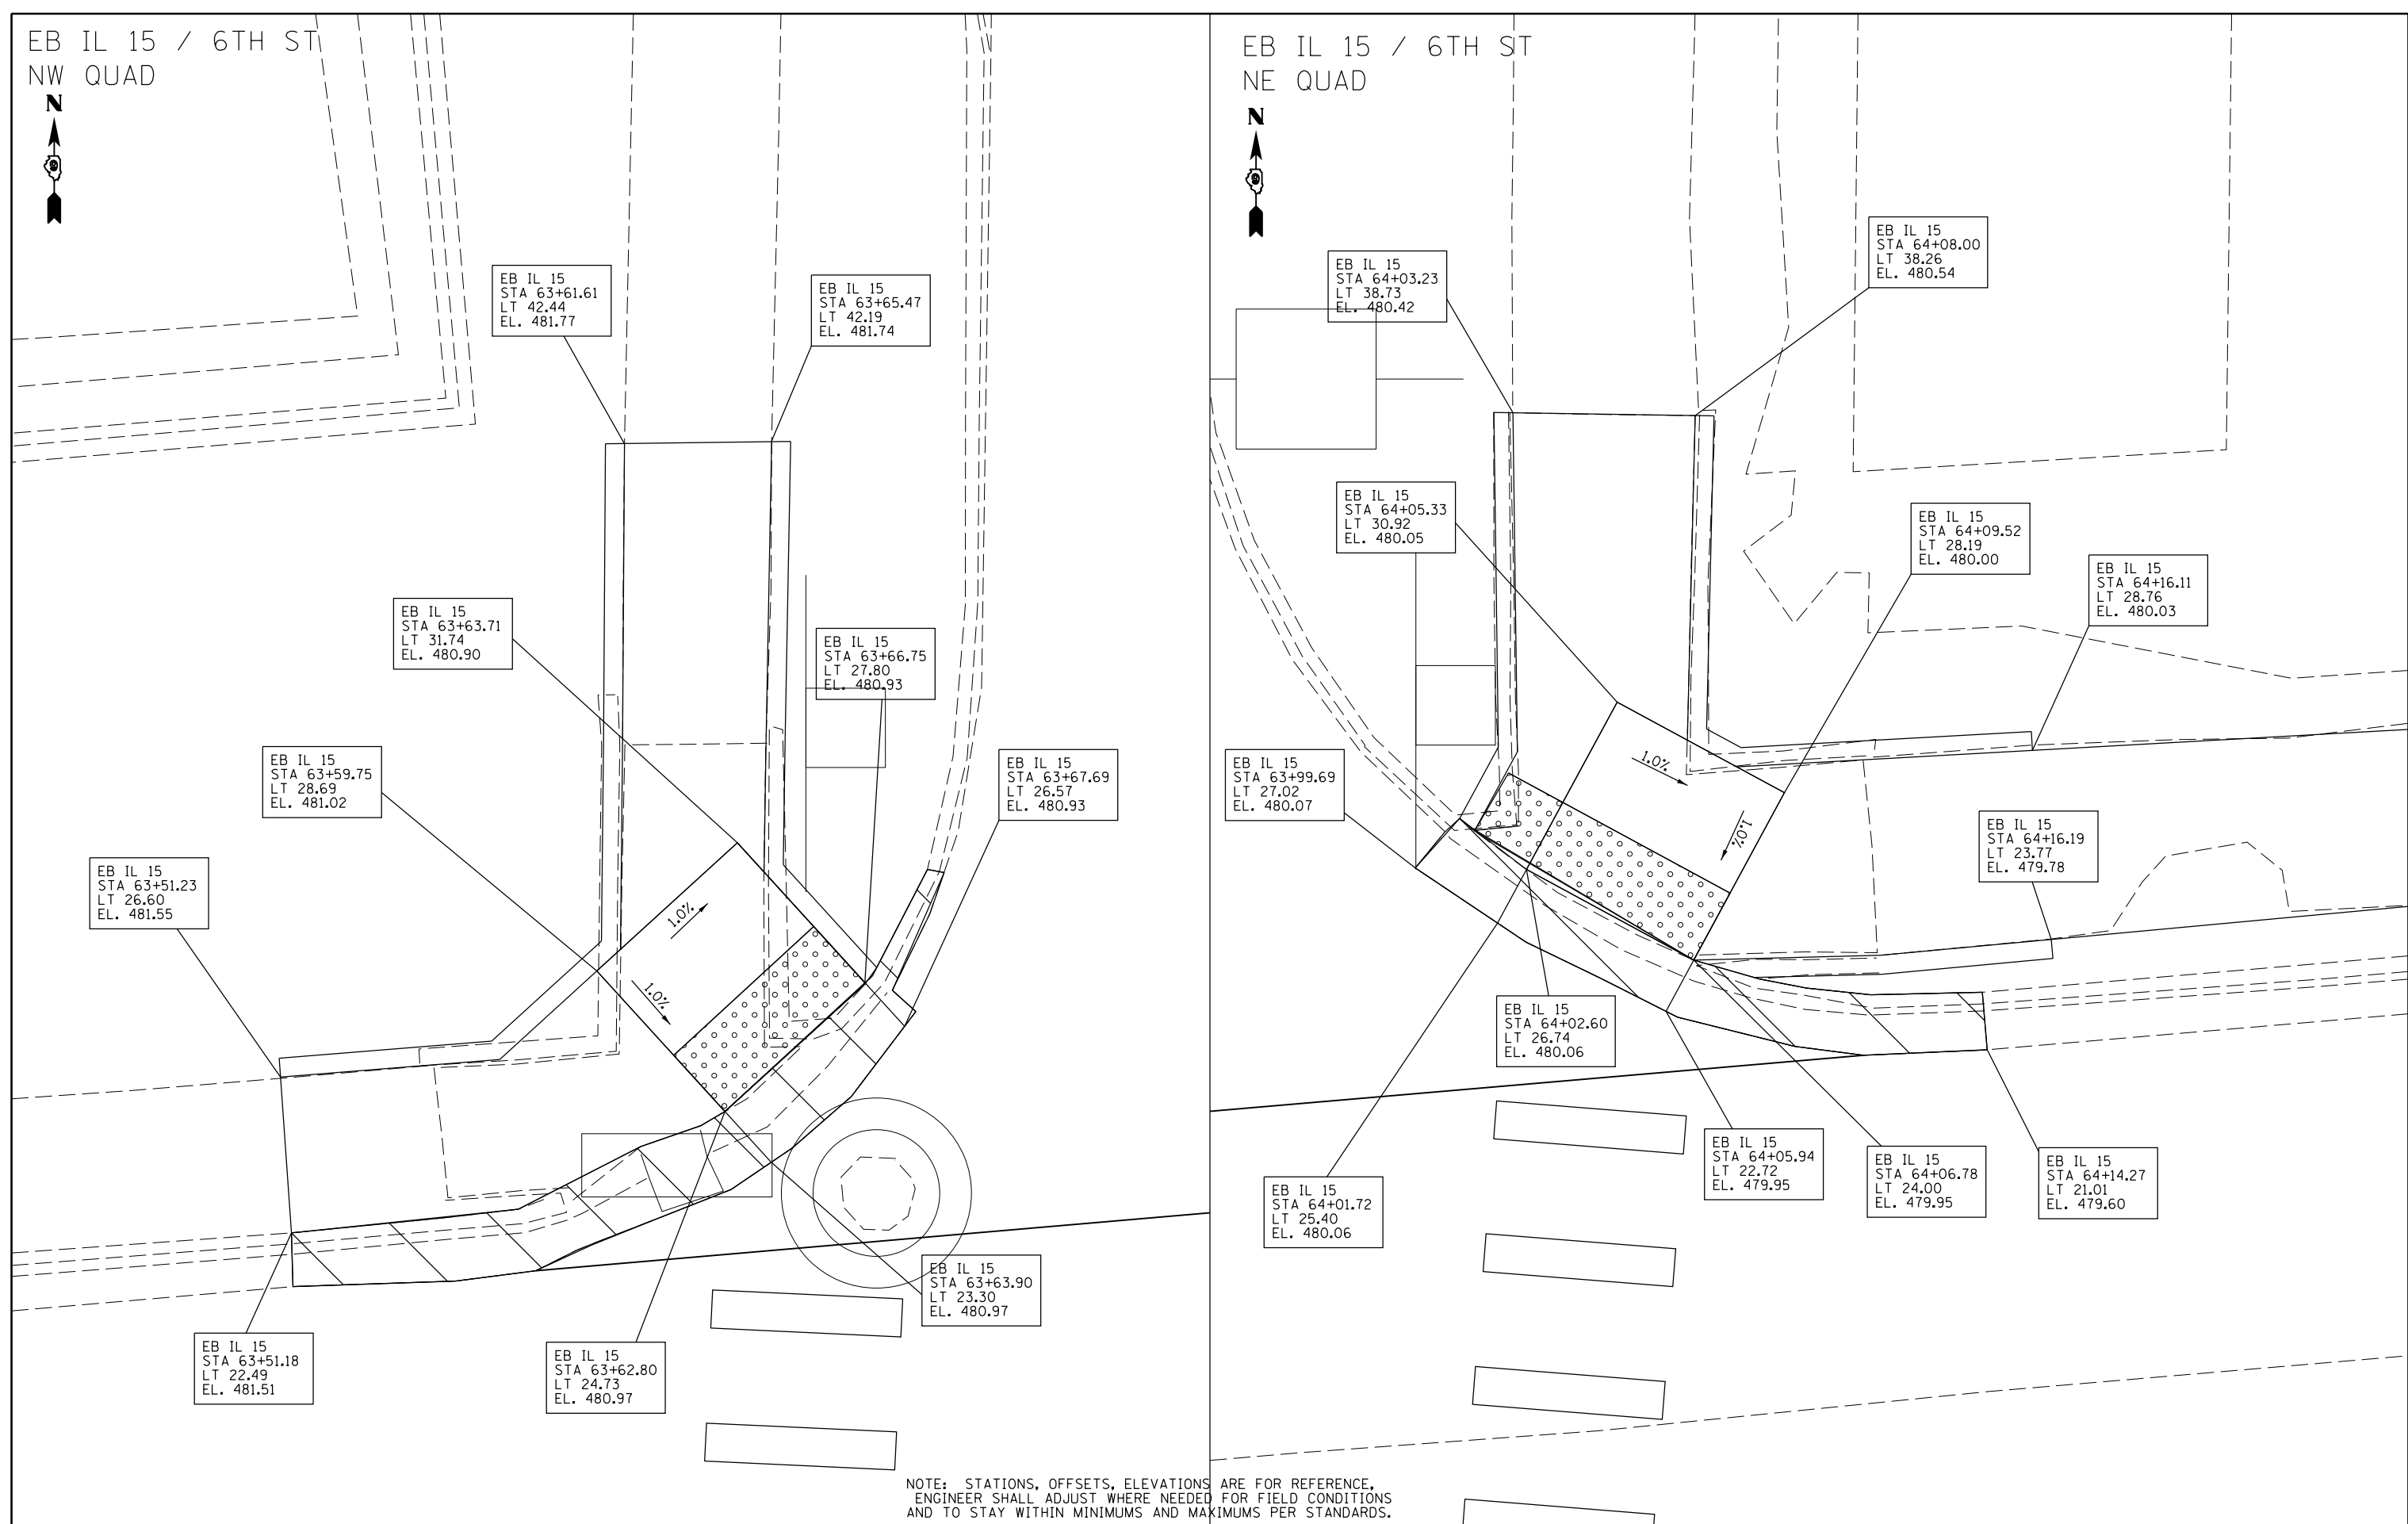 EB IL 15 / 6TH ST
NW QUAD
N
EB IL 15
STA 63+61.61
LT 42.44
EL. 481.77
EB IL 15
STA 63+65.47
LT 42.19
EL. 481.74
EB IL 15
STA 63+63.71
LT 31.74
EL. 480.90
EB IL 15
STA 63+66.75
LT 27.80
EL. 480.93
EB IL 15
STA 63+59.75
LT 28.69
EL. 481.02
EB IL 15
STA 63+67.69
LT 26.57
EL. 480.93
EB IL 15
STA 63+51.23
LT 26.60
EL. 481.55
1.0%
1.0%
EB IL 15
STA 63+63.90
LT 23.30
EL. 480.97
EB IL 15
STA 63+51.18
LT 22.49
EL. 481.51
EB IL 15
STA 63+62.80
LT 24.73
EL. 480.97
EB IL 15 / 6TH ST
NE QUAD
N
EB IL 15
STA 64+08.00
LT 38.26
EL. 480.54
EB IL 15
STA 64+03.23
LT 38.73
EL. 480.42
EB IL 15
STA 64+05.33
LT 30.92
EL. 480.05
EB IL 15
STA 64+09.52
LT 28.19
EL. 480.00
EB IL 15
STA 64+16.11
LT 28.76
EL. 480.03
EB IL 15
STA 63+99.69
LT 27.02
EL. 480.07
1.0%
1.0%
EB IL 15
STA 64+16.19
LT 23.77
EL. 479.78
EB IL 15
STA 64+02.60
LT 26.74
EL. 480.06
EB IL 15
STA 64+05.94
LT 22.72
EL. 479.95
EB IL 15
STA 64+06.78
LT 24.00
EL. 479.95
EB IL 15
STA 64+14.27
LT 21.01
EL. 479.60
EB IL 15
STA 64+01.72
LT 25.40
EL. 480.06
NOTE: STATIONS, OFFSETS, ELEVATIONS ARE FOR REFERENCE,
ENGINEER SHALL ADJUST WHERE NEEDED FOR FIELD CONDITIONS
AND TO STAY WITHIN MINIMUMS AND MAXIMUMS PER STANDARDS.